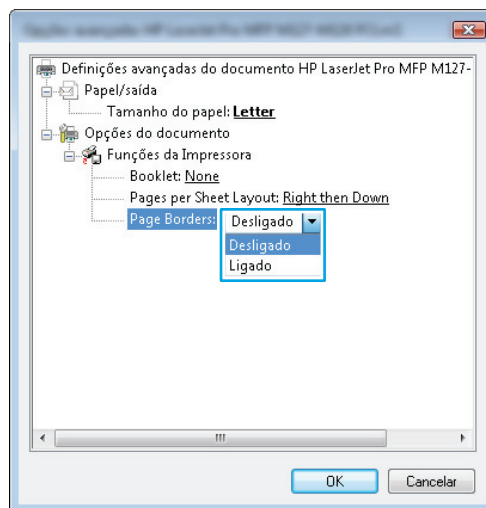 Definições avançadas do documento HP LaserJet Pro MFP M127-
Papel/saída
Tamanho do papel: Letter
Opções do documento
Funções da Impressora
Booklet: None
Pages per Sheet Layout: Right then Down
Page Borders: Desligado
Desligado
Ligado
OK Cancelar